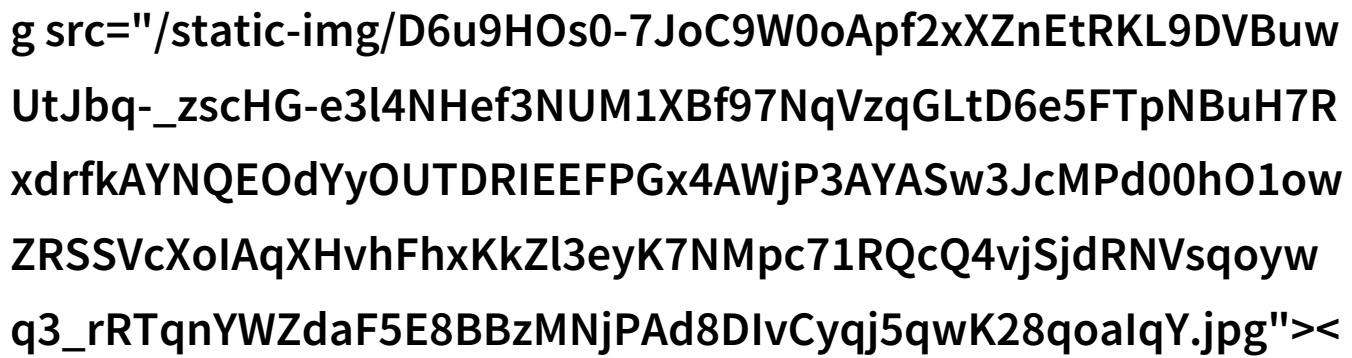 g src="/static-img/D6u9HOs0-7JoC9W0oApf2xXZnEtRKL9DVBuw
UtJbq-_zscHG-e3l4NHef3NUM1XBf97NqVzqGLtD6e5FTpNBuH7R
xdrfkAYNQEOdYyOUTDRIEEFPGx4AWjP3AYASw3JcMPd00hO1ow
ZRSSVcXoIAqXHvhFhxKkZl3eyK7NMpc71RQcQ4vjSjdRNVsqoyw
q3_rRTqnYWZdaF5E8BBzMNjPAd8DIvCyqj5qwK28qoaIqY.jpg"><